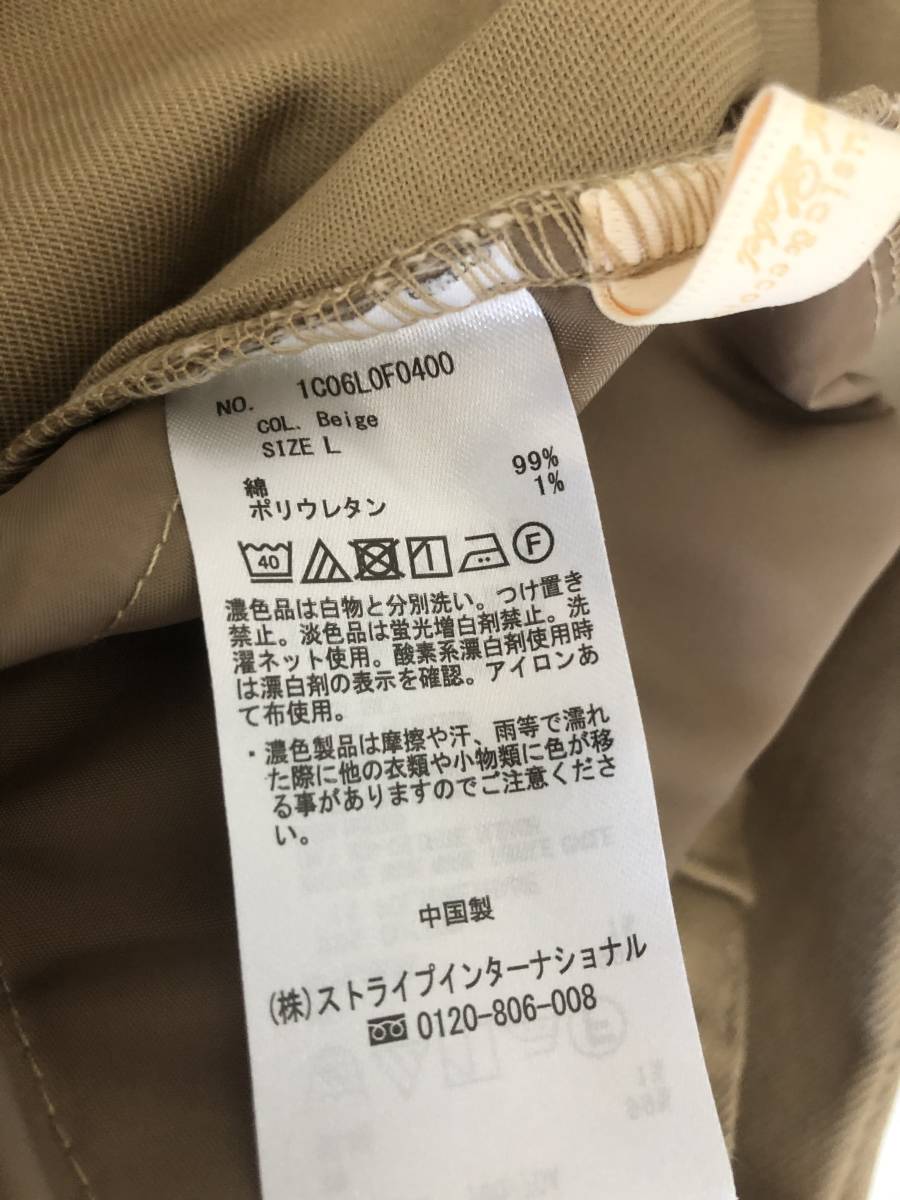 NO. 1C06L0F0400
COL. Beige
SIZE L
綿 99%
ポリウレタン 1%
40
F
濃色品は白物と分別洗い。つけ置き
禁止。淡色品は蛍光増白剤禁止。洗
濯ネット使用。酸素系漂白剤使用時
は漂白剤の表示を確認。アイロンあ
て布使用。
・濃色製品は摩擦や汗、雨等で濡れ
た際に他の衣類や小物類に色が移
る事がありますのでご注意くださ
い。
中国製
(株)ストライプインターナショナル
0120-806-008